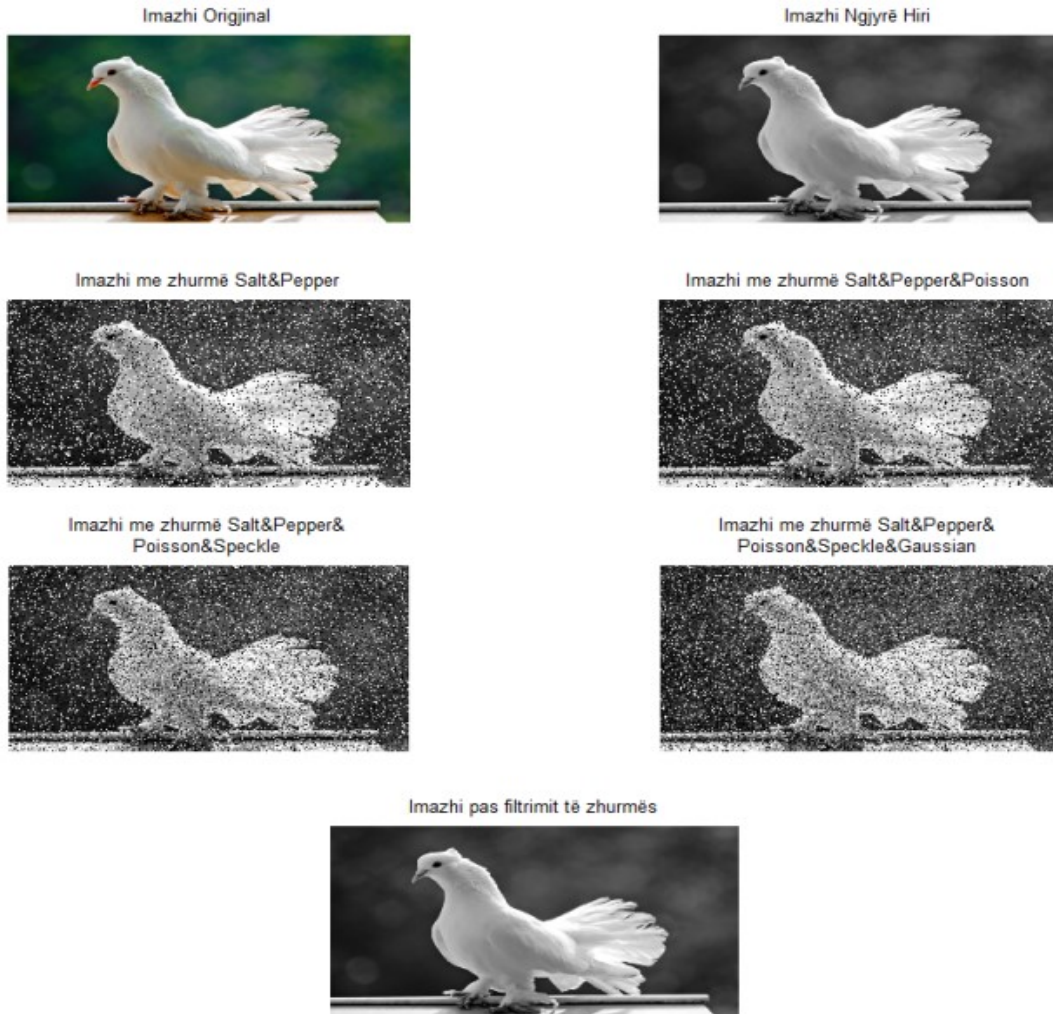 Imazhi Origjinal
Imazhi Ngjyrë Hiri
Imazhi me zhurmë Salt&Pepper
Imazhi me zhurmë Salt&Pepper&Poisson
Imazhi me zhurmë Salt&Pepper&
Poisson&Speckle
Imazhi me zhurmë Salt&Pepper&
Poisson&Speckle&Gaussian
Imazhi pas filtrimit të zhurmës